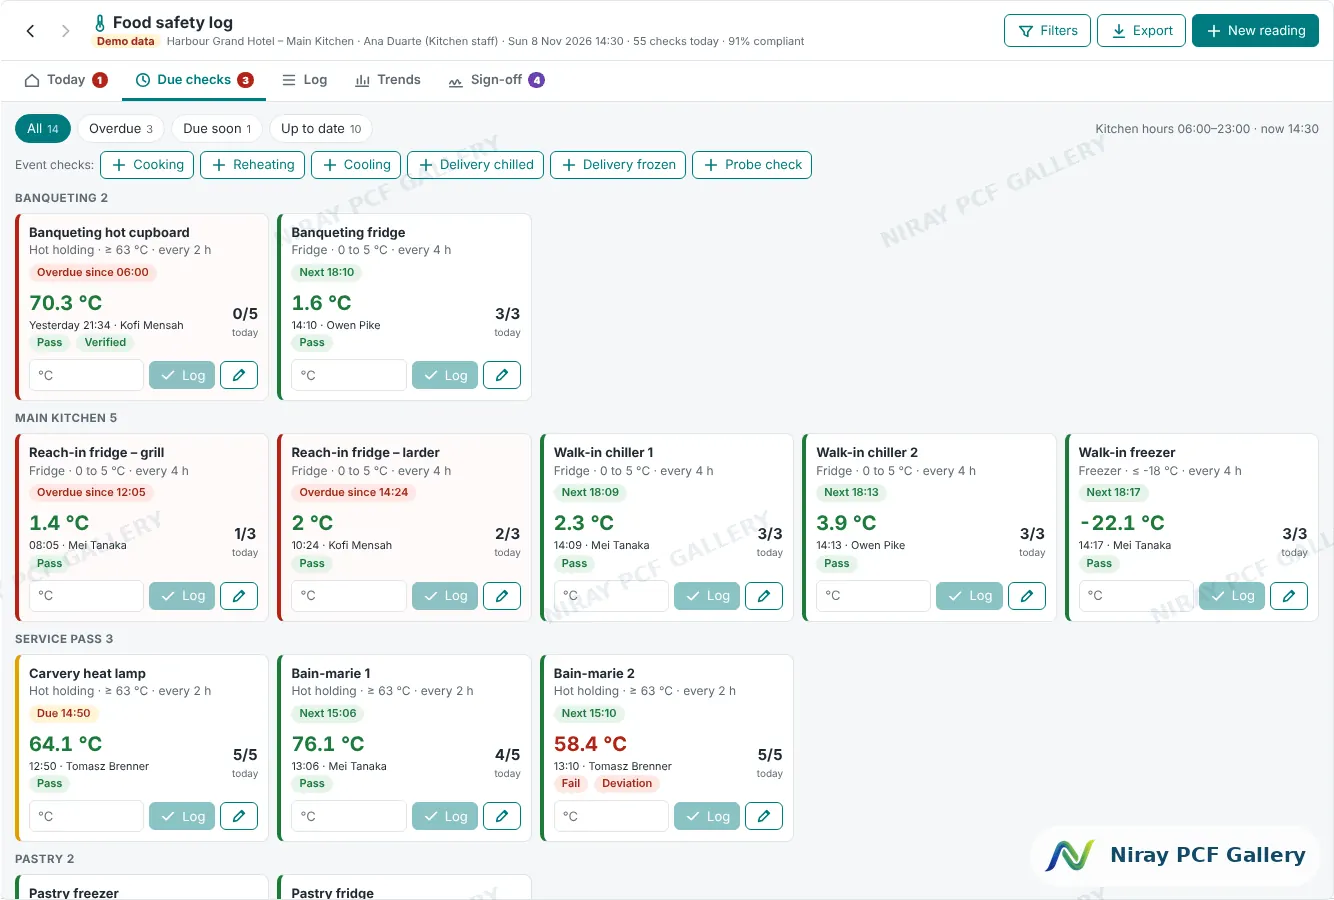 Food safety log
Demo data Harbour Grand Hotel – Main Kitchen · Ana Duarte (Kitchen staff) · Sun 8 Nov 2026 14:30 · 55 checks today · 91% compliant
Filters
Export
New reading
Today 1
Due checks 3
Log
Trends
Sign-off 4
All 14
Overdue 3
Due soon 1
Up to date 10
Kitchen hours 06:00–23:00 · now 14:30
Event checks:
Cooking
Reheating
Cooling
Delivery chilled
Delivery frozen
Probe check
BANQUETING 2
Banqueting hot cupboard
Hot holding · ≥ 63 °C · every 2 h
Overdue since 06:00
70.3 °C
0/5
today
Yesterday 21:34 · Kofi Mensah
Pass Verified
°C
Log
Banqueting fridge
Fridge · 0 to 5 °C · every 4 h
Next 18:10
1.6 °C
3/3
today
14:10 · Owen Pike
Pass
°C
Log
MAIN KITCHEN 5
Reach-in fridge – grill
Fridge · 0 to 5 °C · every 4 h
Overdue since 12:05
1.4 °C
1/3
today
08:05 · Mei Tanaka
Pass
°C
Log
Reach-in fridge – larder
Fridge · 0 to 5 °C · every 4 h
Overdue since 14:24
2 °C
2/3
today
10:24 · Kofi Mensah
Pass
°C
Log
Walk-in chiller 1
Fridge · 0 to 5 °C · every 4 h
Next 18:09
2.3 °C
3/3
today
14:09 · Mei Tanaka
Pass
°C
Log
Walk-in chiller 2
Fridge · 0 to 5 °C · every 4 h
Next 18:13
3.9 °C
3/3
today
14:13 · Owen Pike
Pass
°C
Log
Walk-in freezer
Freezer · ≤ -18 °C · every 4 h
Next 18:17
-22.1 °C
3/3
today
14:17 · Mei Tanaka
Pass
°C
Log
SERVICE PASS 3
Carvery heat lamp
Hot holding · ≥ 63 °C · every 2 h
Due 14:50
64.1 °C
5/5
today
12:50 · Tomasz Brenner
Pass
°C
Log
Bain-marie 1
Hot holding · ≥ 63 °C · every 2 h
Next 15:06
76.1 °C
4/5
today
13:06 · Mei Tanaka
Pass
°C
Log
Bain-marie 2
Hot holding · ≥ 63 °C · every 2 h
Next 15:10
58.4 °C
5/5
today
13:10 · Tomasz Brenner
Fail Deviation
°C
Log
PASTRY 2
Pastry freezer
Pastry fridge
Niray PCF Gallery
NIRAY PCF GALLERY
NIRAY PCF GALLERY
NIRAY PCF GALLERY